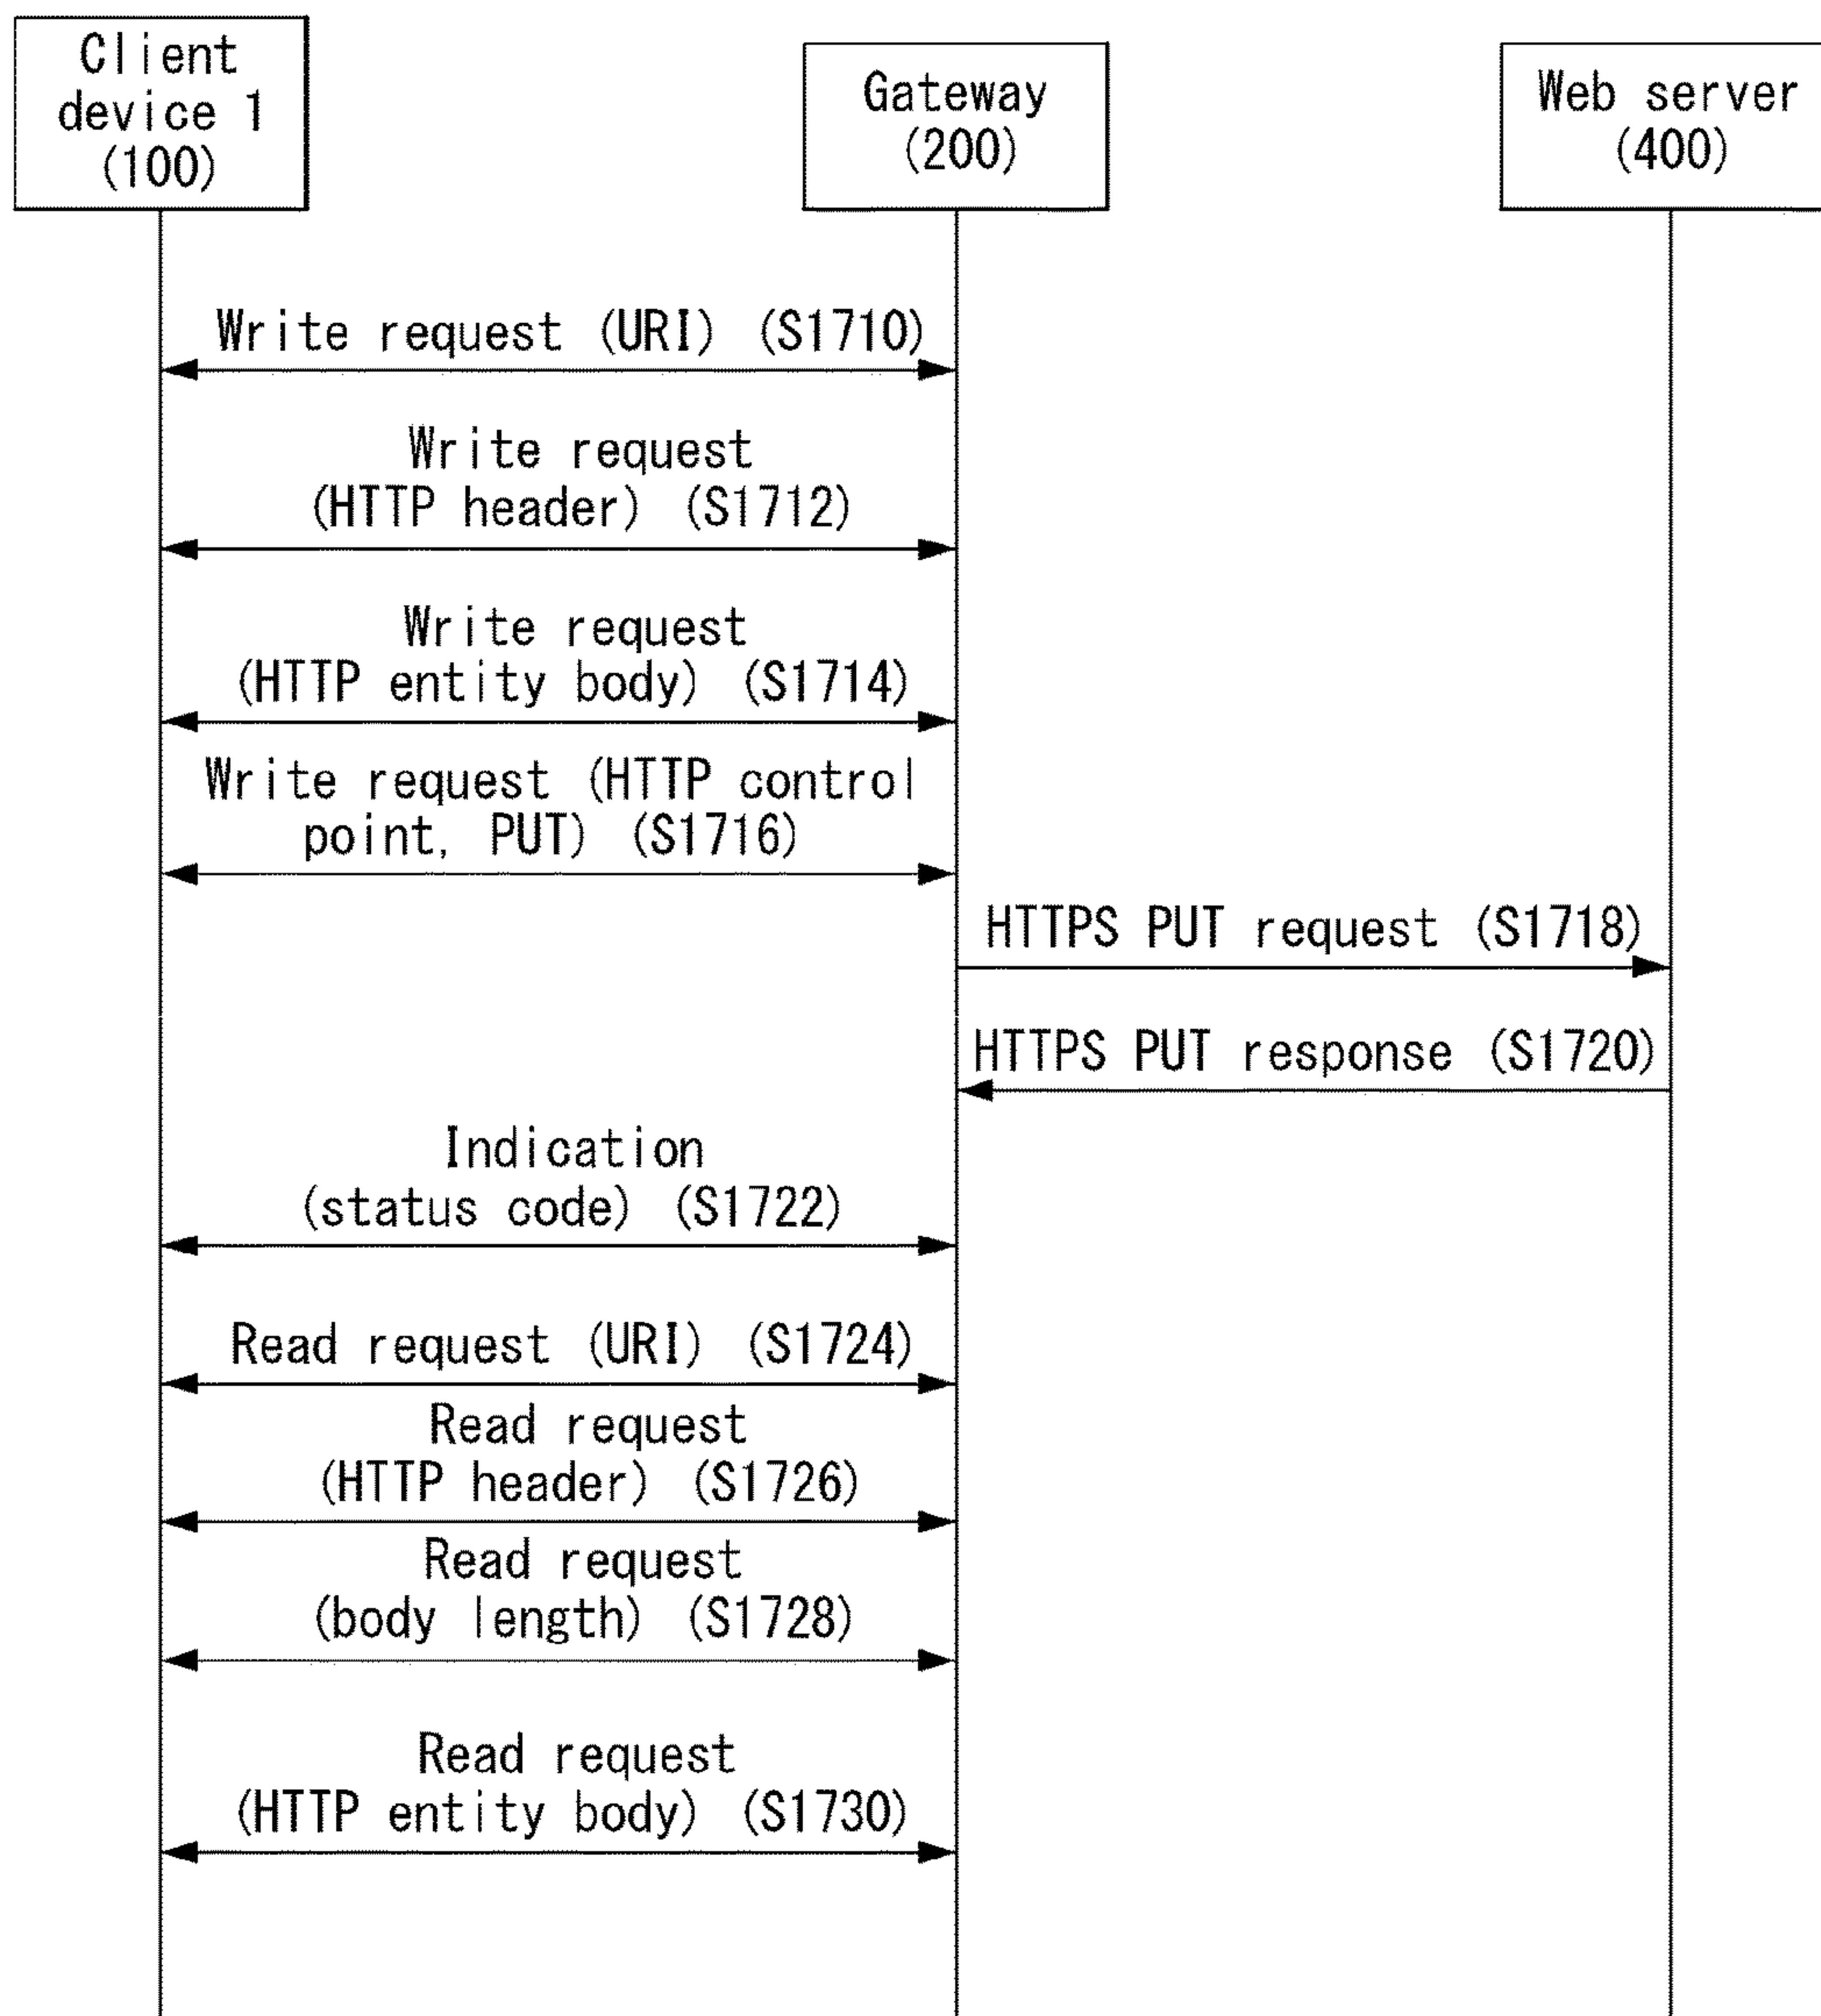 Client
device 1
(100)
Gateway
(200)
Web server
(400)
Write request (URI) (S1710)
Write request
(HTTP header) (S1712)
Write request
(HTTP entity body) (S1714)
Write request (HTTP control
point, PUT) (S1716)
HTTPS PUT request (S1718)
HTTPS PUT response (S1720)
Indication
(status code) (S1722)
Read request (URI) (S1724)
Read request
(HTTP header) (S1726)
Read request
(body length) (S1728)
Read request
(HTTP entity body) (S1730)